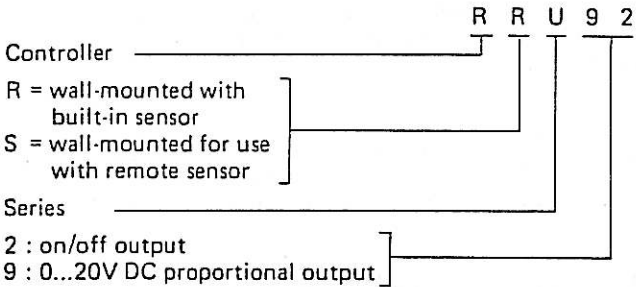 R R U 9 2
Controller
R = wall-mounted with
built-in sensor
S = wall-mounted for use
with remote sensor
Series
2 : on/off output
9 : 0...20V DC proportional output